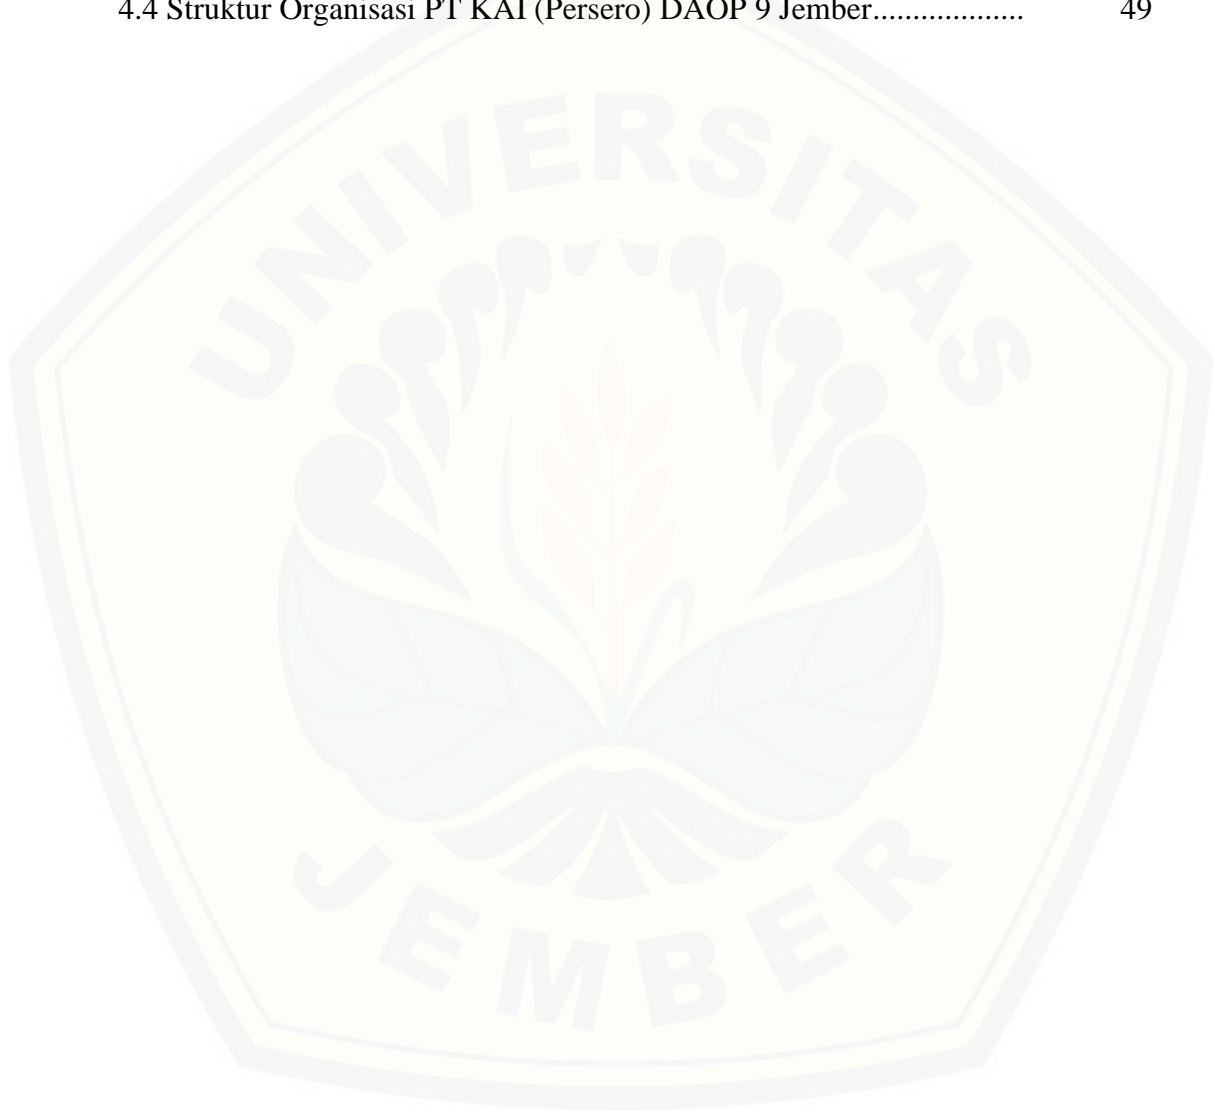 4.4 Struktur Organisasi PT KAI (Persero) DAOP 9 Jember................... 49
UNIVERSITAS
JEMBER